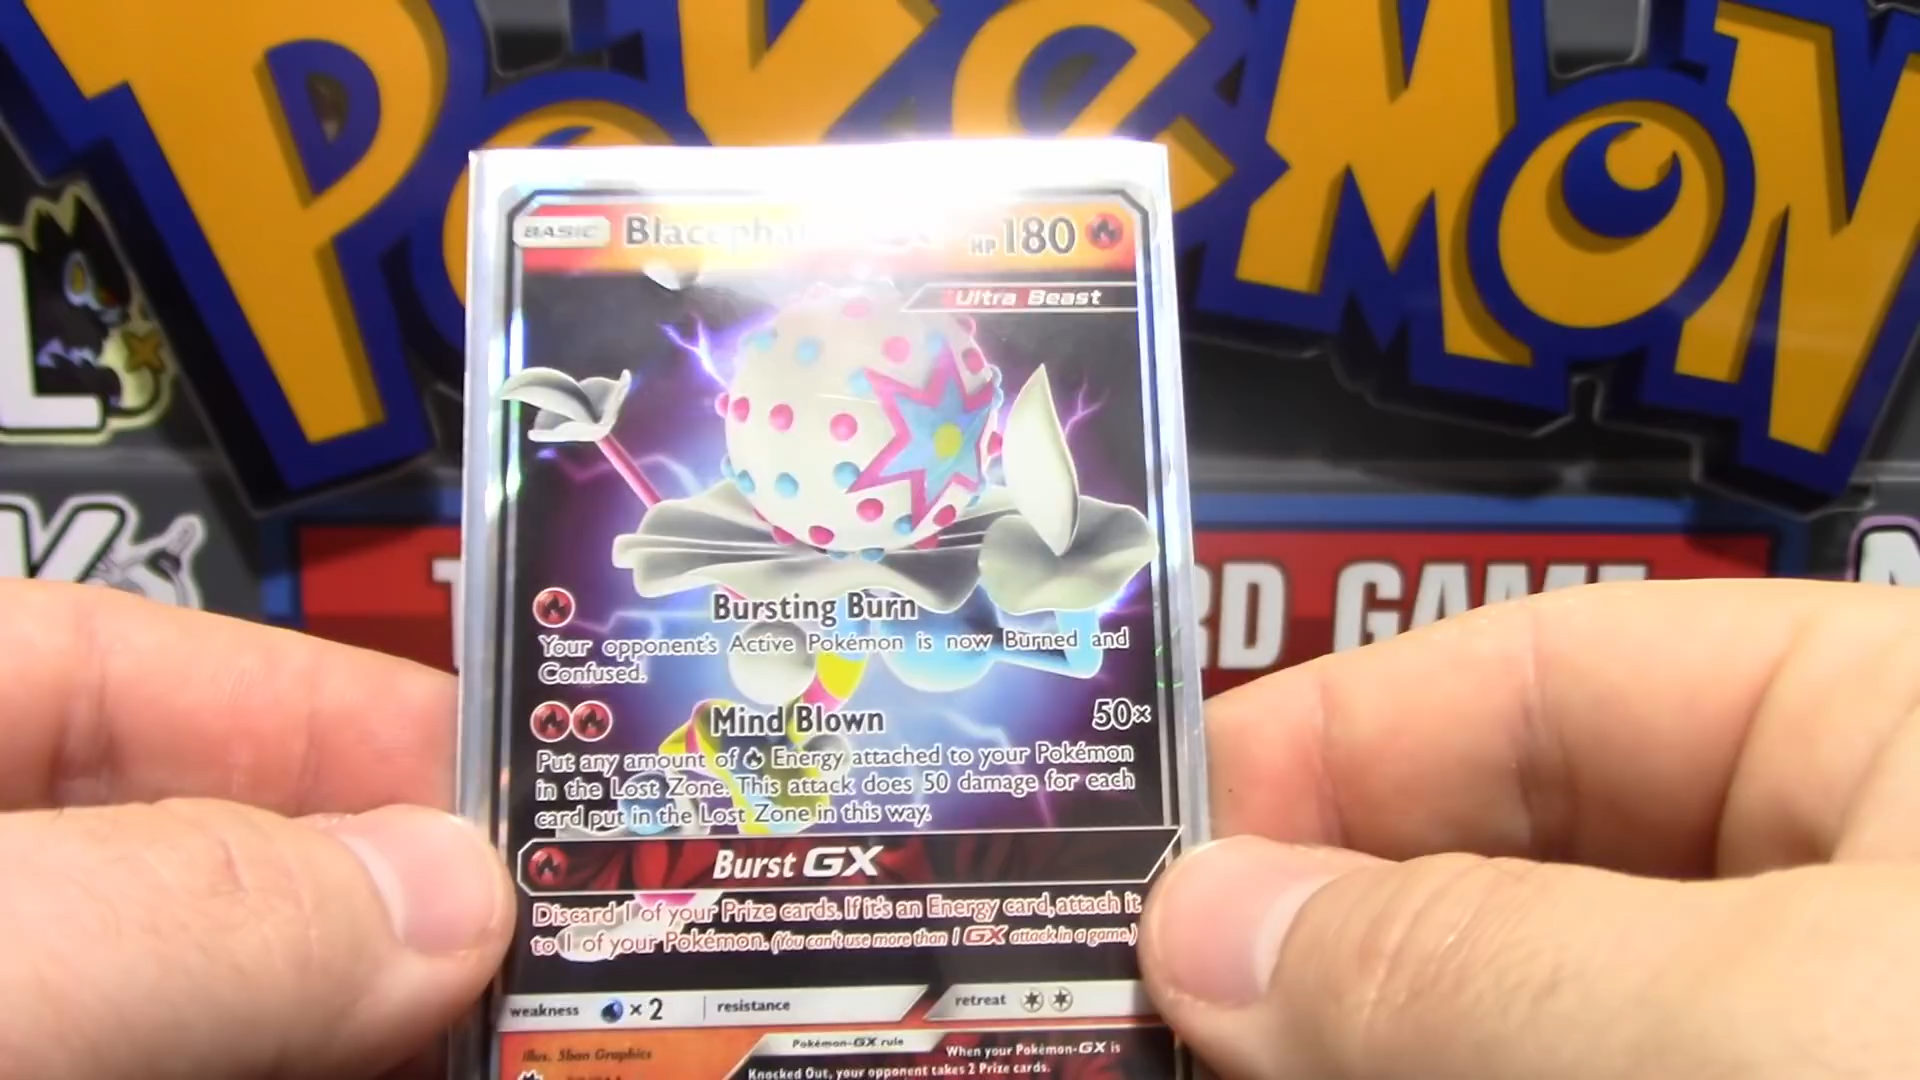 POKÉMON
BASIC
HP 180
Ultra Beast
Bursting Burn
Your opponent's Active Pokémon is now Burned and
Confused.
Mind Blown 50×
Put any amount of Energy attached to your Pokémon
in the Lost Zone. This attack does 50 damage for each
card put in the Lost Zone in this way.
Burst GX
Discard 1 of your Prize cards. If it's an Energy card, attach it
to 1 of your Pokémon. (You can't use more than 1 GX attack in a game.)
weakness ×2 resistance retreat
Illus. 5ban Graphics
Pokémon-GX rule When your Pokémon-GX is
Knocked Out, your opponent takes 2 Prize cards.
GAME